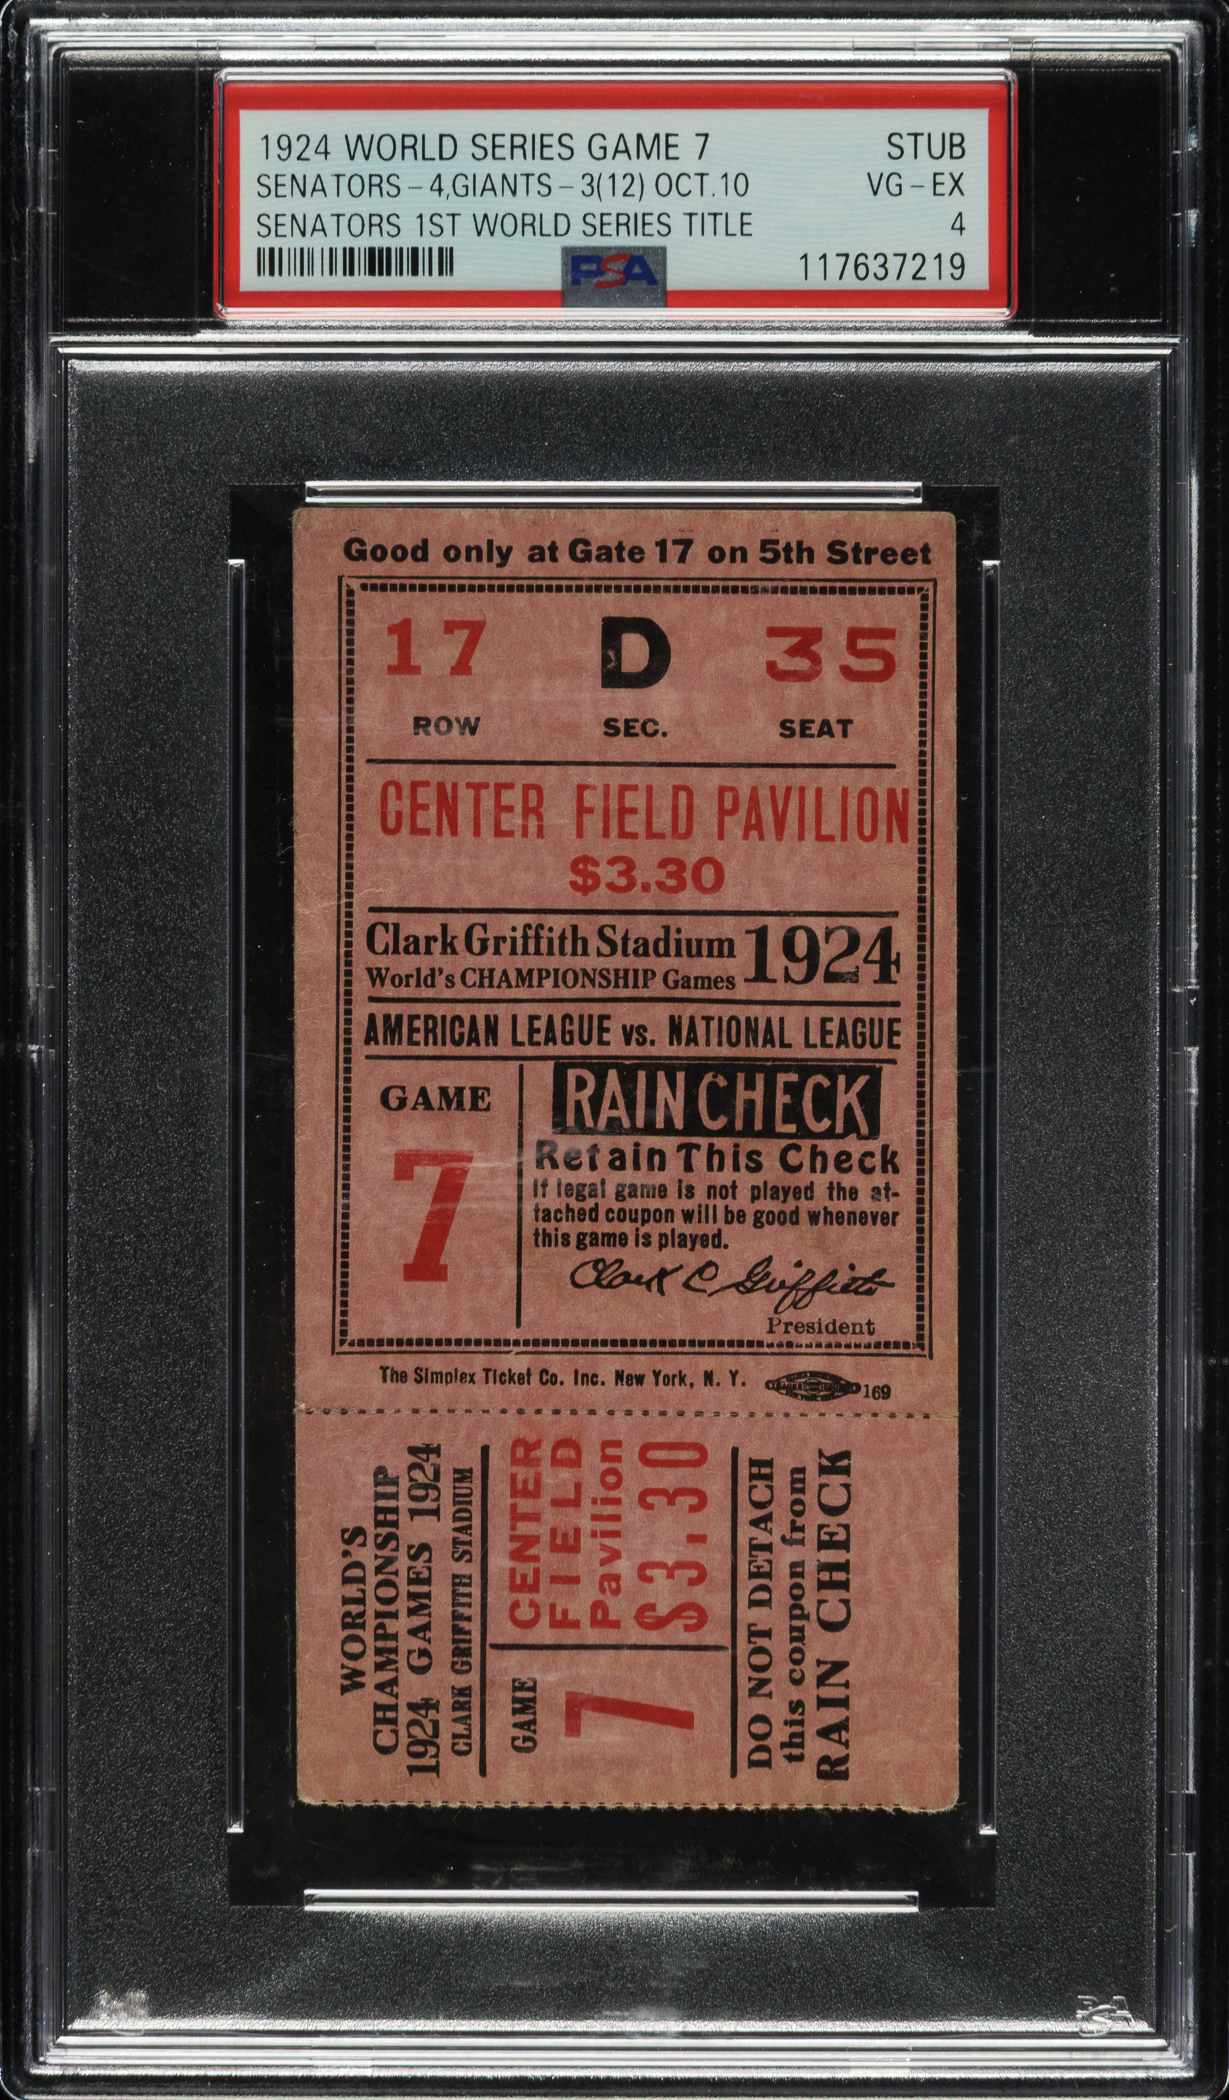 1924 WORLD SERIES GAME 7 STUB
SENATORS-4,GIANTS-3(12) OCT.10 VG-EX
SENATORS 1ST WORLD SERIES TITLE 4
PSA 117637219
Good only at Gate 17 on 5th Street
17 D 35
ROW SEC. SEAT
CENTER FIELD PAVILION
$3.30
Clark Griffith Stadium 1924
World's CHAMPIONSHIP Games
AMERICAN LEAGUE vs. NATIONAL LEAGUE
GAME
7
RAIN CHECK
Retain This Check
If legal game is not played the at-
tached coupon will be good whenever
this game is played.
Clark C Griffith
President
The Simplex Ticket Co. Inc. New York, N. Y. 169
WORLD'S
CHAMPIONSHIP
1924 GAMES 1924
CLARK GRIFFITH STADIUM
GAME
7
CENTER
FIELD
Pavilion
$3.30
DO NOT DETACH
this coupon from
RAIN CHECK